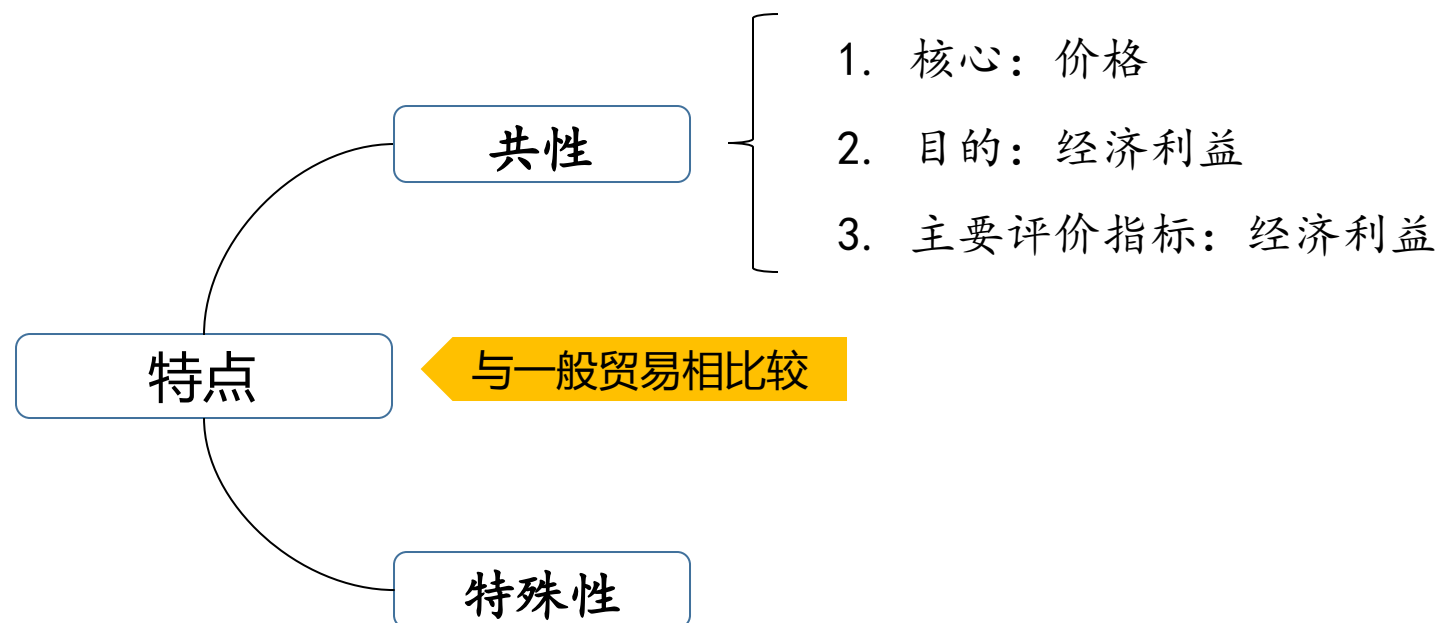 共性
1. 核心：价格
2. 目的：经济利益
3. 主要评价指标：经济利益
特点
与一般贸易相比较
特殊性